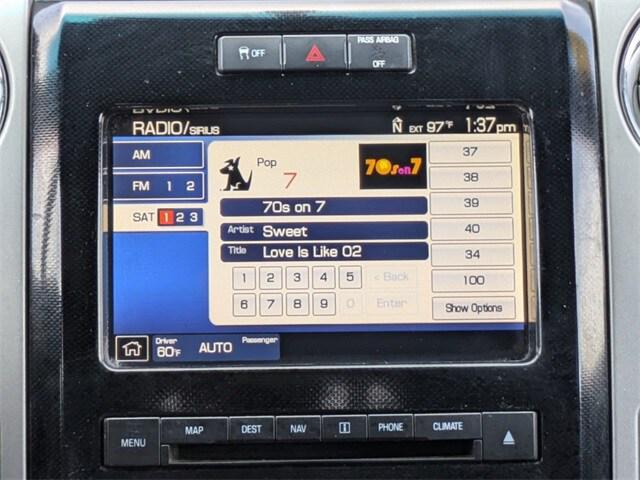 OFF
PASS AIRBAG
OFF
RADIO/SIRIUS
N EXT 97°F 1:37pm
AM
FM 1 2
SAT 1 2 3
Pop
7
70s on 7
70s on 7
Artist Sweet
Title Love Is Like O2
1 2 3 4 5 < Back
6 7 8 9 0 Enter
37
38
39
40
34
100
Show Options
Driver
60°F
AUTO
Passenger
MENU
MAP
DEST
NAV
i
PHONE
CLIMATE